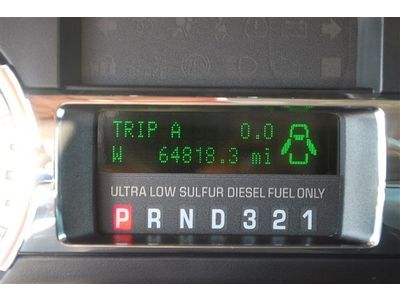 TRIP A 0.0
W 64818.3 mi
ULTRA LOW SULFUR DIESEL FUEL ONLY
P R N D 3 2 1